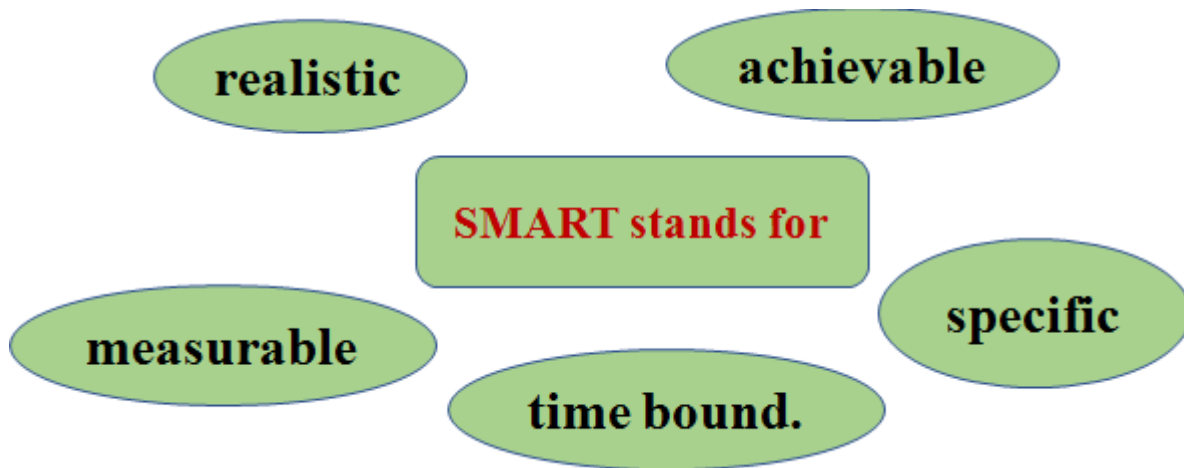 realistic
achievable
SMART stands for
specific
measurable
time bound.